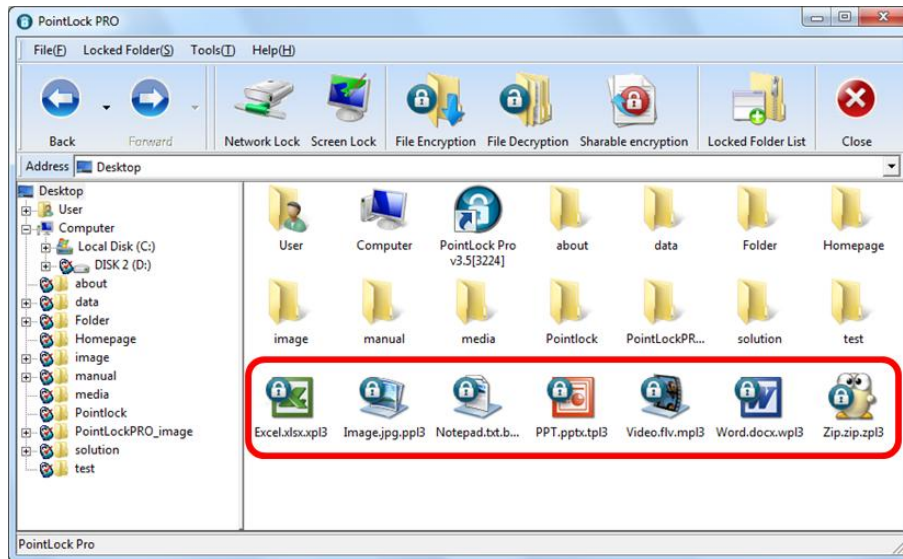 PointLock PRO
File(F) Locked Folder(S) Tools(T) Help(H)
Back Forward Network Lock Screen Lock File Encryption File Decryption Sharable encryption Locked Folder List Close
Address Desktop
Desktop
User
Computer
Local Disk (C:)
DISK 2 (D:)
about
data
Folder
Homepage
image
manual
media
Pointlock
PointLockPRO_image
solution
test
User Computer PointLock Pro v3.5[3224] about data Folder Homepage
image manual media Pointlock PointLockPR... solution test
Excel.xlsx.xpl3 Image.jpg.ppl3 Notepad.txt.b... PPT.pptx.tpl3 Video.flv.mpl3 Word.docx.wpl3 Zip.zip.zpl3
PointLock Pro